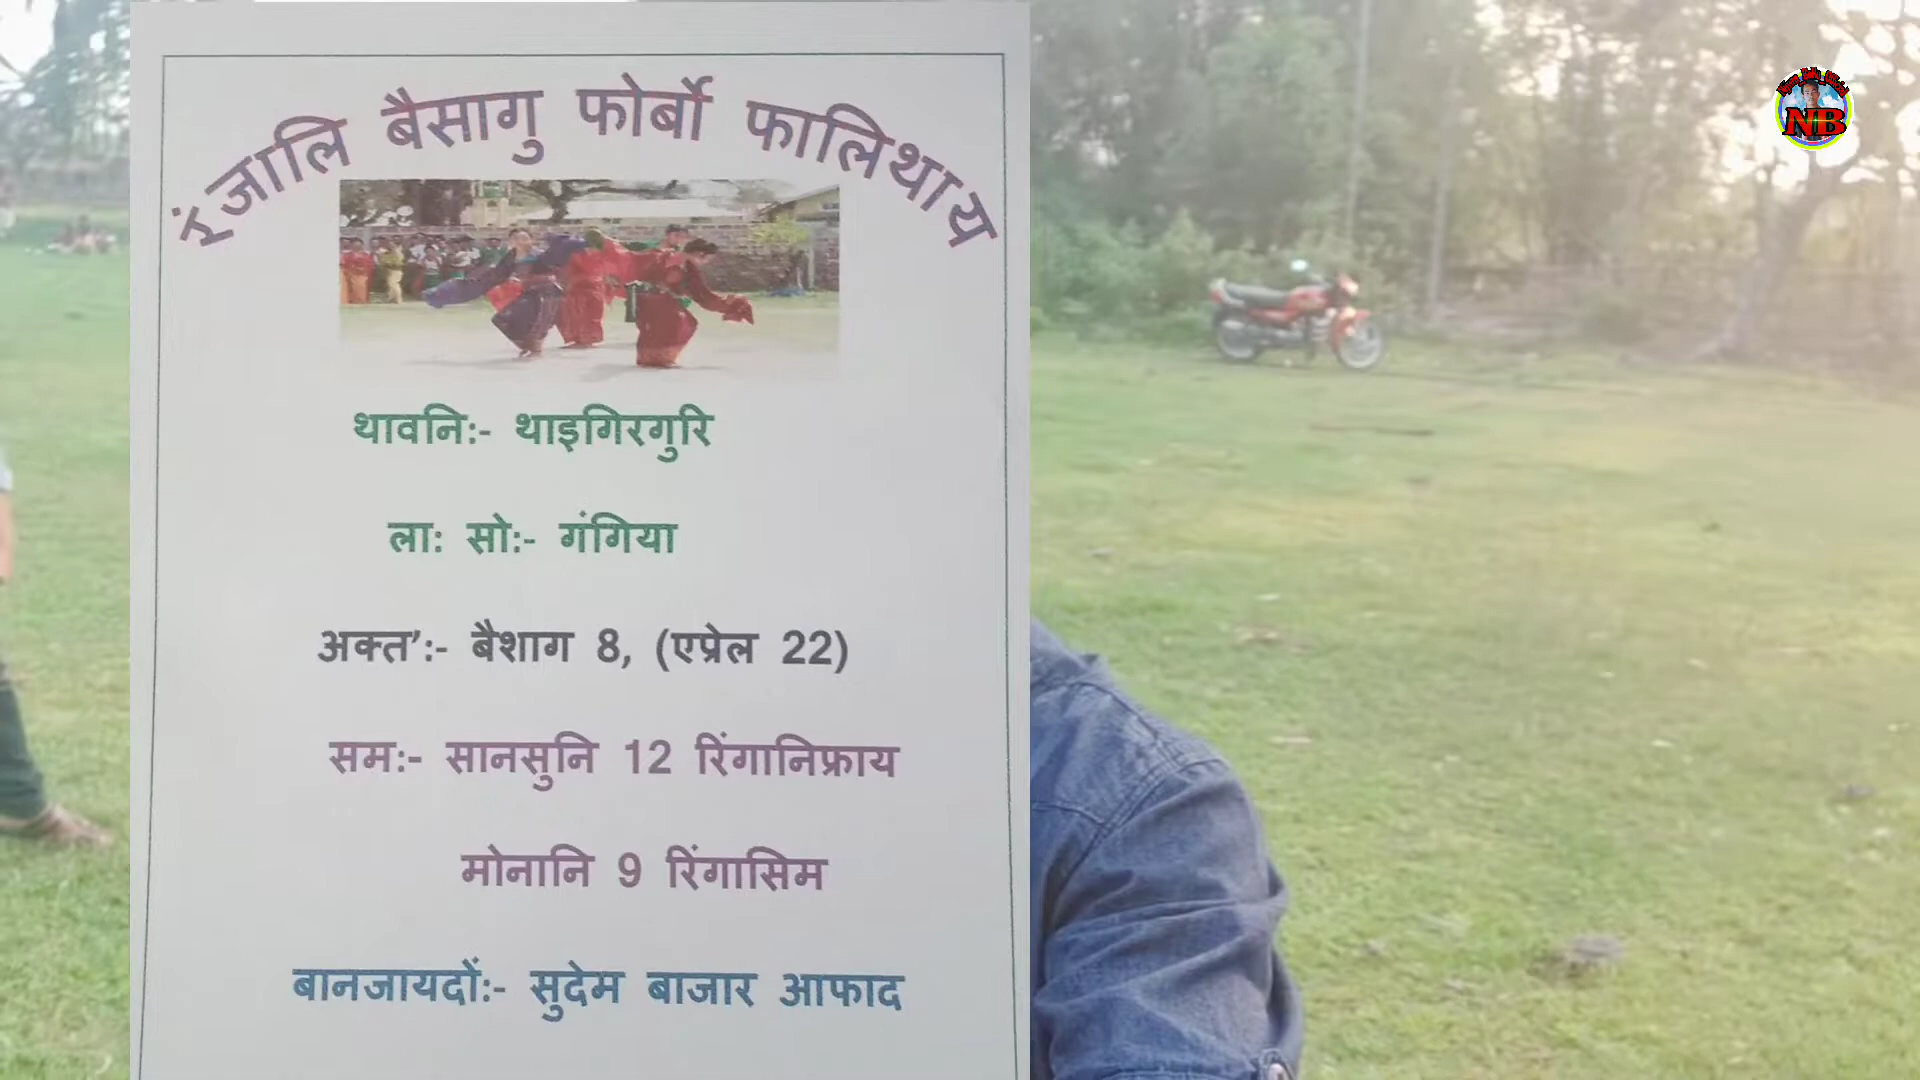 रंजालि बैसागु फोर्बो फालिथाय
थावनि:- थाइगिरगुरि
ला: सो:- गंगिया
अक्त’:- बैशाग 8, (एप्रेल 22)
सम:- सानसुनि 12 रिंगानिफ्राय
मोनानि 9 रिंगासिम
बानजायदों:- सुदेम बाजार आफाद
NB